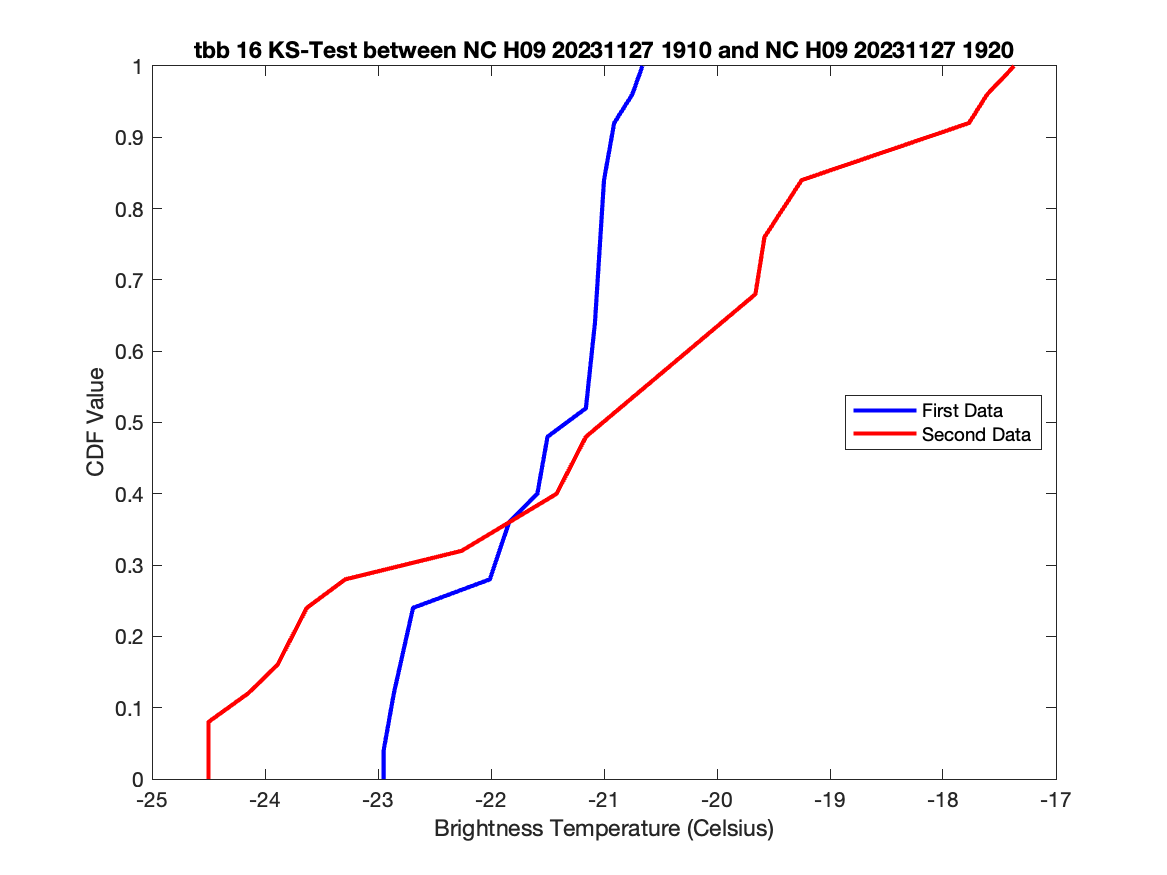 tbb 16 KS-Test between NC H09 20231127 1910 and NC H09 20231127 1920
1
0.9
0.8
0.7
0.6
0.5
0.4
0.3
0.2
0.1
0
CDF Value
First Data
Second Data
-25 -24 -23 -22 -21 -20 -19 -18 -17
Brightness Temperature (Celsius)